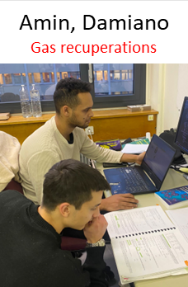 Amin, Damiano
Gas recuperations